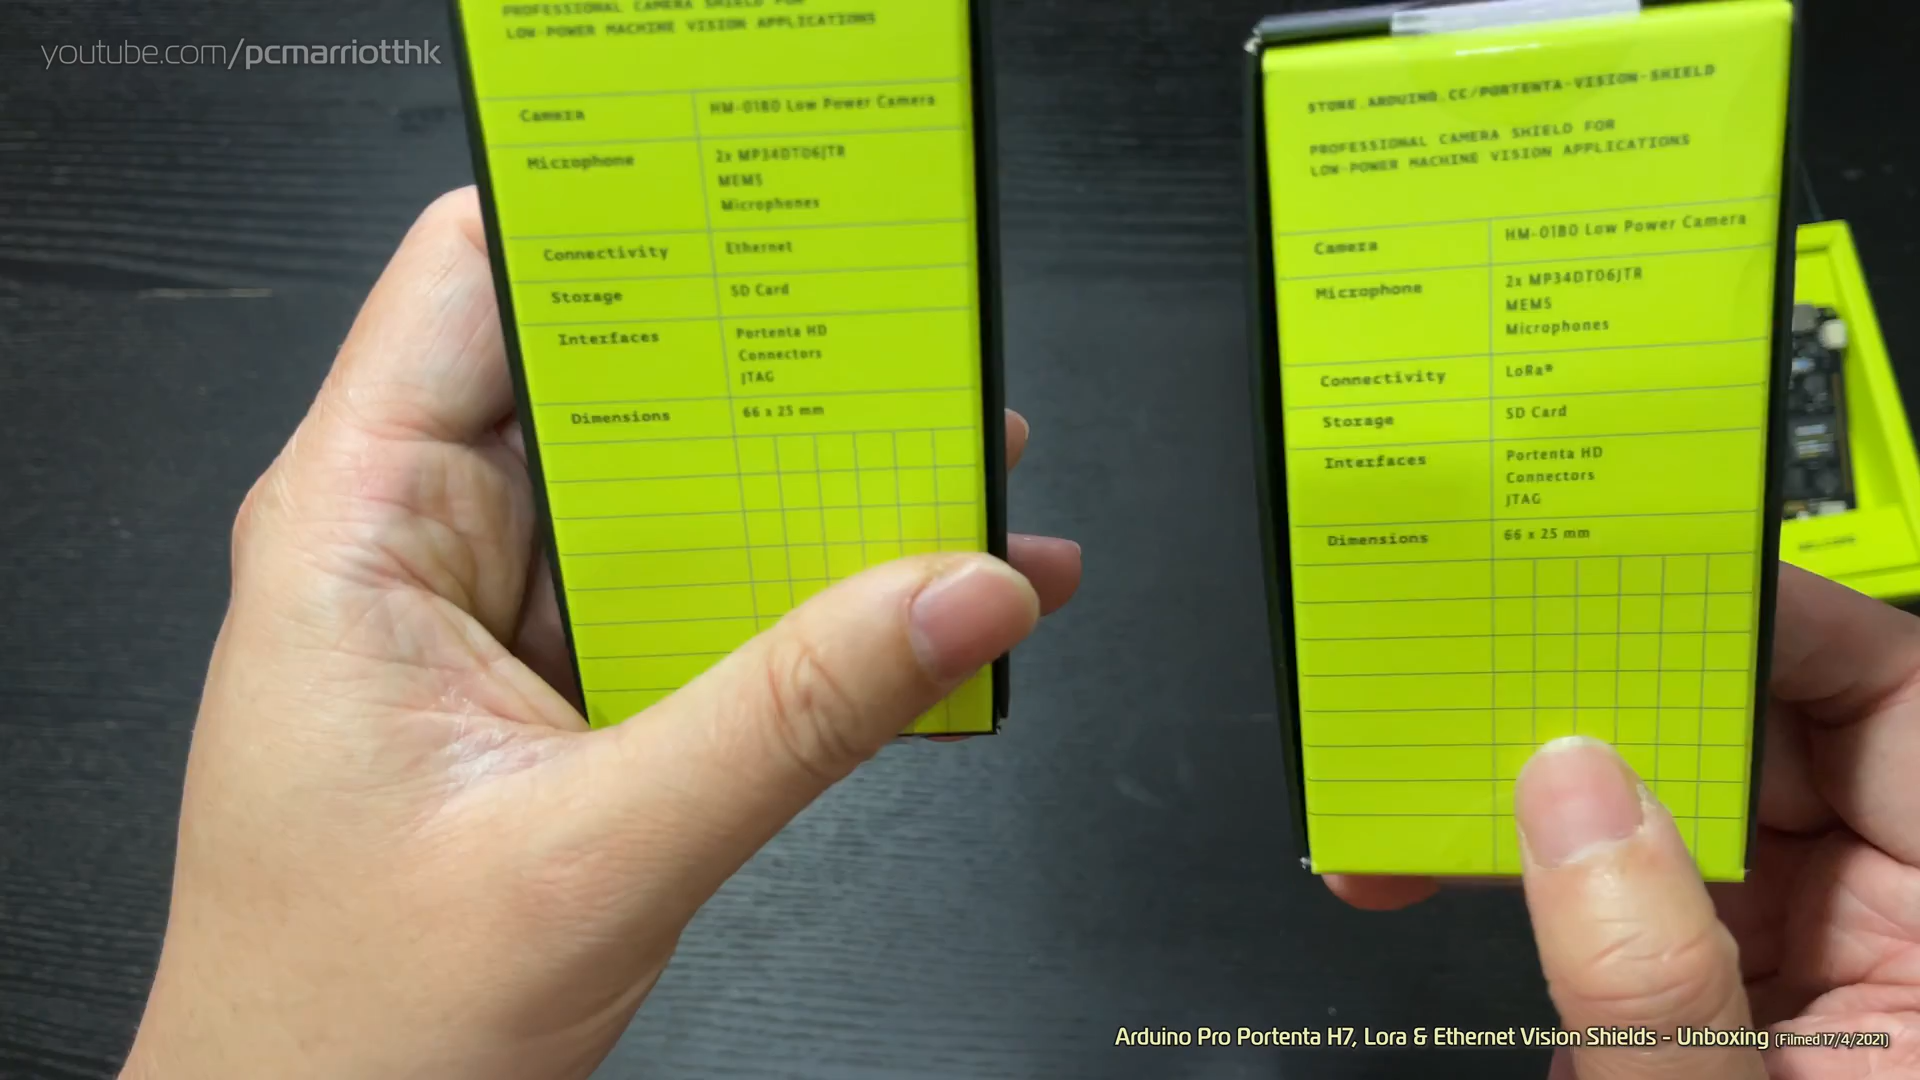 youtube.com/pcmarriotthk
PROFESSIONAL CAMERA SHIELD FOR
LOW-POWER MACHINE VISION APPLICATIONS
Camera HM-01B0 Low Power Camera
Microphone 2x MP34DT06JTR
MEMS
Microphones
Connectivity Ethernet
Storage SD Card
Interfaces Portenta HD
Connectors
JTAG
Dimensions 66 x 25 mm
STORE.ARDUINO.CC/PORTENTA-VISION-SHIELD
PROFESSIONAL CAMERA SHIELD FOR
LOW-POWER MACHINE VISION APPLICATIONS
Camera HM-01B0 Low Power Camera
Microphone 2x MP34DT06JTR
MEMS
Microphones
Connectivity LoRa®
Storage SD Card
Interfaces Portenta HD
Connectors
JTAG
Dimensions 66 x 25 mm
Arduino Pro Portenta H7, Lora & Ethernet Vision Shields - Unboxing (Filmed 17/4/2021)